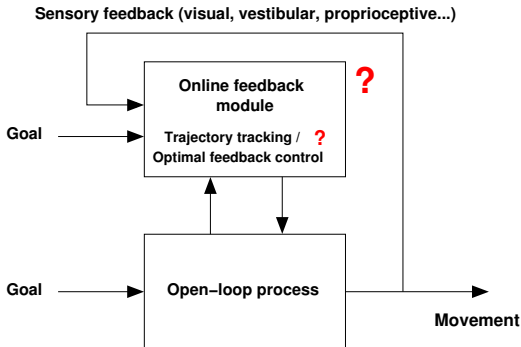 Sensory feedback (visual, vestibular, proprioceptive...)
Online feedback
module
?
Goal
Trajectory tracking / ?
Optimal feedback control
Goal
Open−loop process
Movement